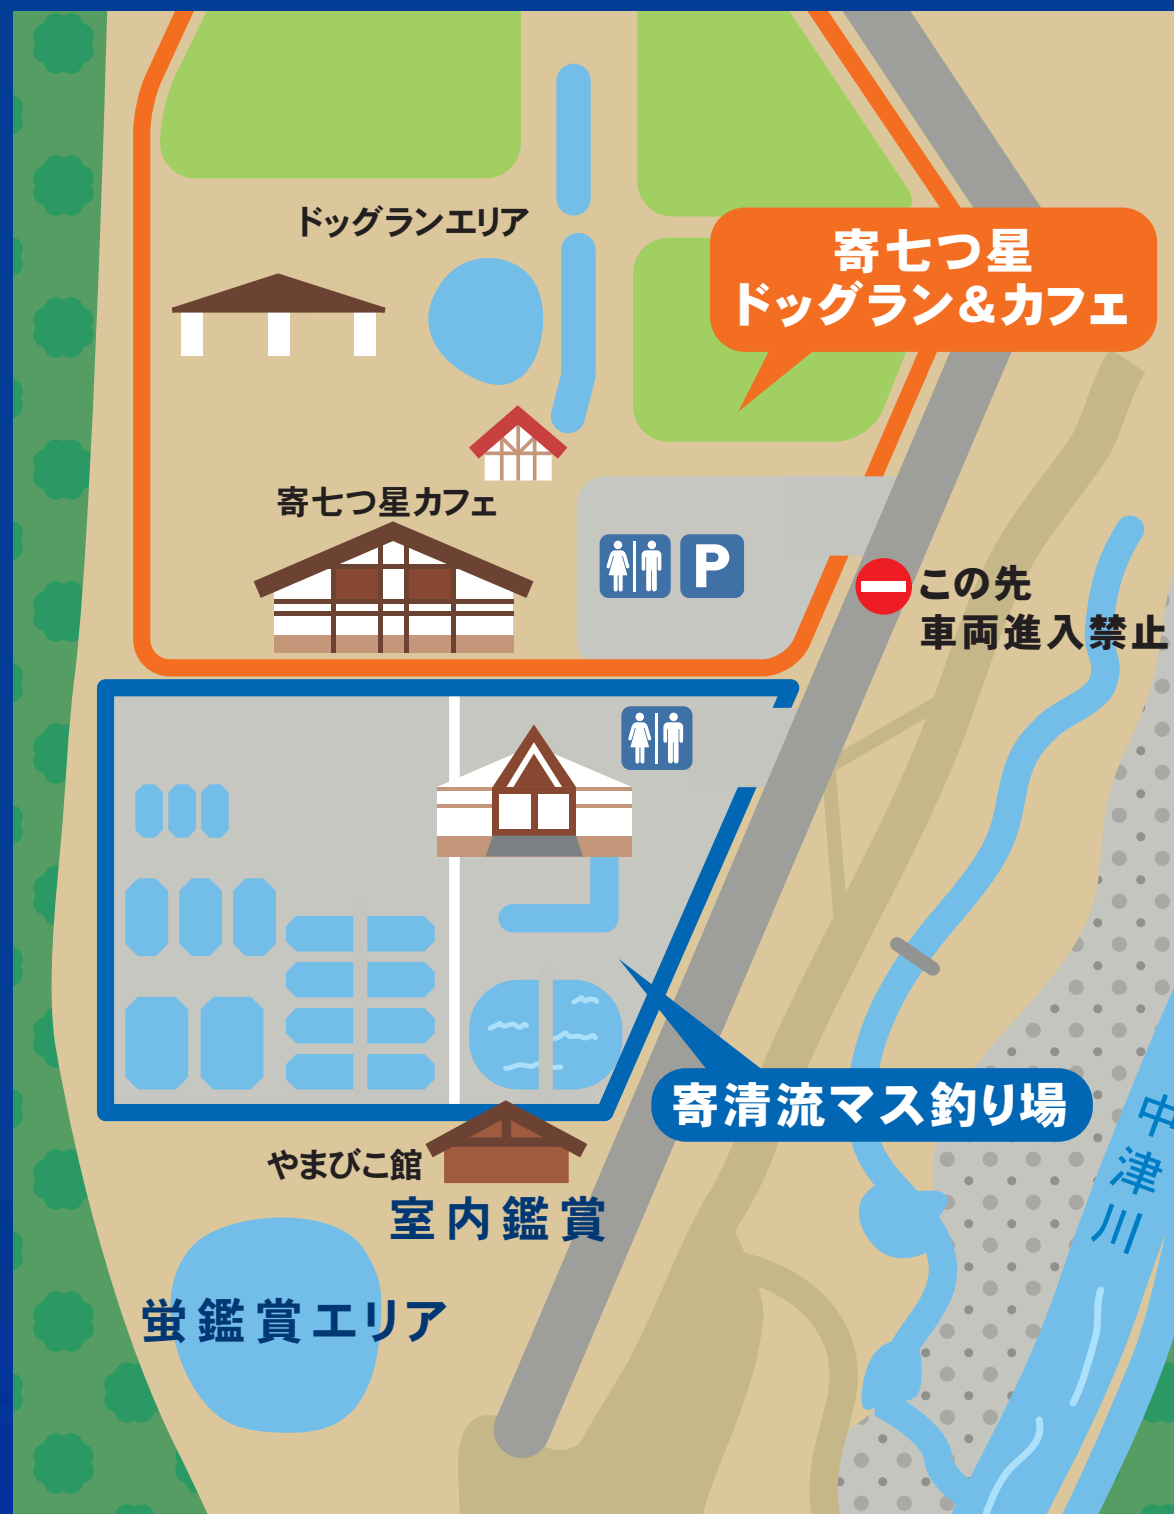 ドッグランエリア
寄七つ星
ドッグラン&カフェ
寄七つ星カフェ
P
この先
車両進入禁止
寄清流マス釣り場
中津川
やまびこ館
室内鑑賞
蛍鑑賞エリア